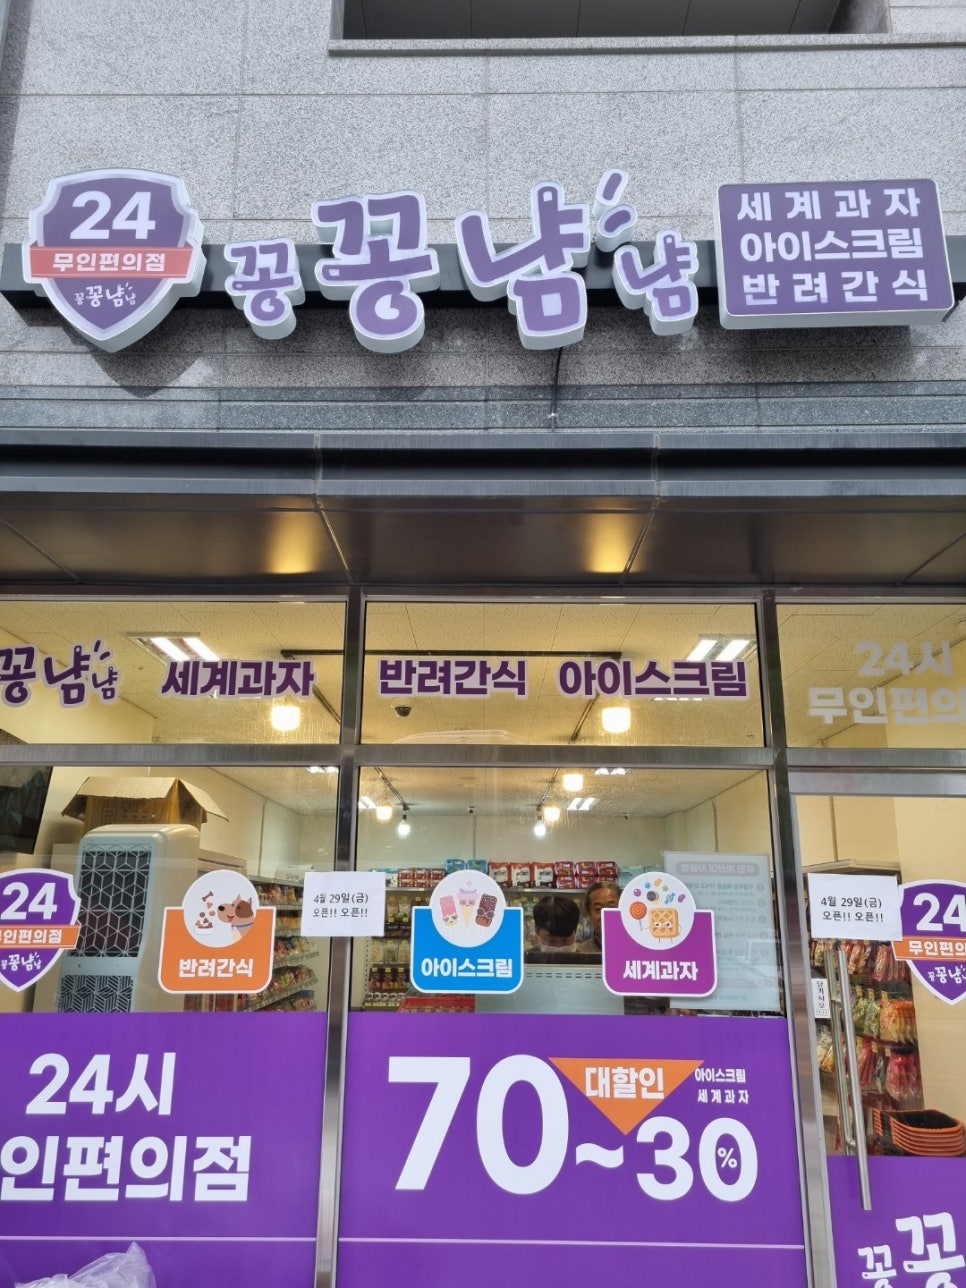 24
무인편의점
꽁꽁냠냠
꽁꽁냠냠
세계과자
아이스크림
반려간식
꽁냠냠
세계과자
반려간식
아이스크림
24시
무인편의
24
무인편의점
꽁냠냠
반려간식
4월 29일(금)
오픈!! 오픈!!
아이스크림
세계과자
4월 29일(금)
오픈!! 오픈!!
24
무인편의점
꽁냠
당기시오
24시
인편의점
70~30%
대할인
아이스크림
세계과자
꽁꽁